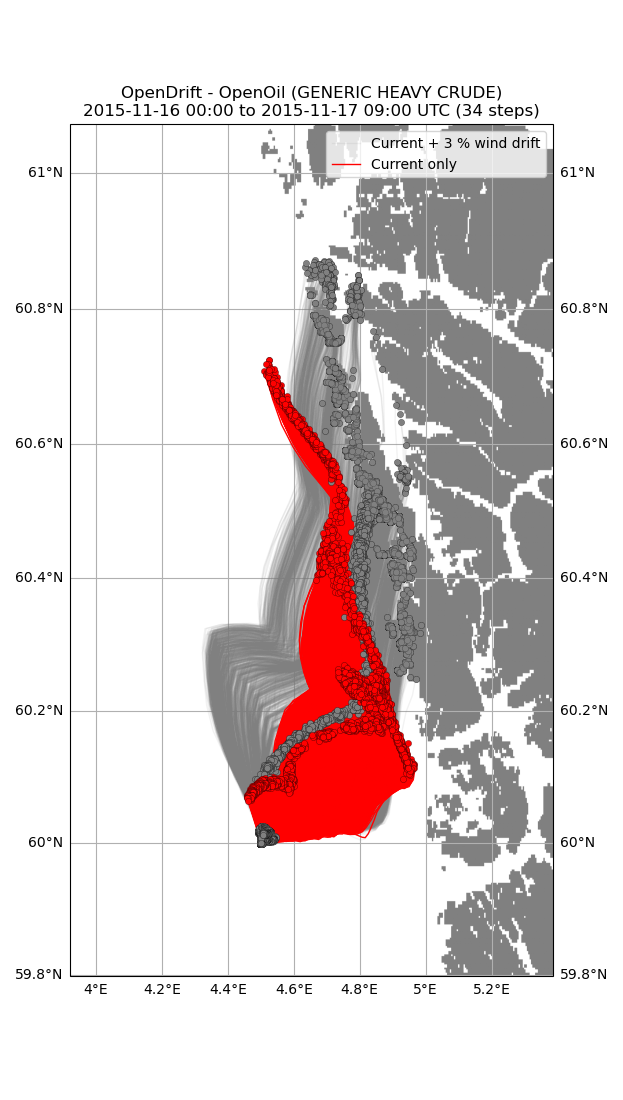 OpenDrift - OpenOil (GENERIC HEAVY CRUDE)
2015-11-16 00:00 to 2015-11-17 09:00 UTC (34 steps)
Current + 3 % wind drift
Current only
61°N 61°N
60.8°N 60.8°N
60.6°N 60.6°N
60.4°N 60.4°N
60.2°N 60.2°N
60°N 60°N
59.8°N 59.8°N
4°E 4.2°E 4.4°E 4.6°E 4.8°E 5°E 5.2°E